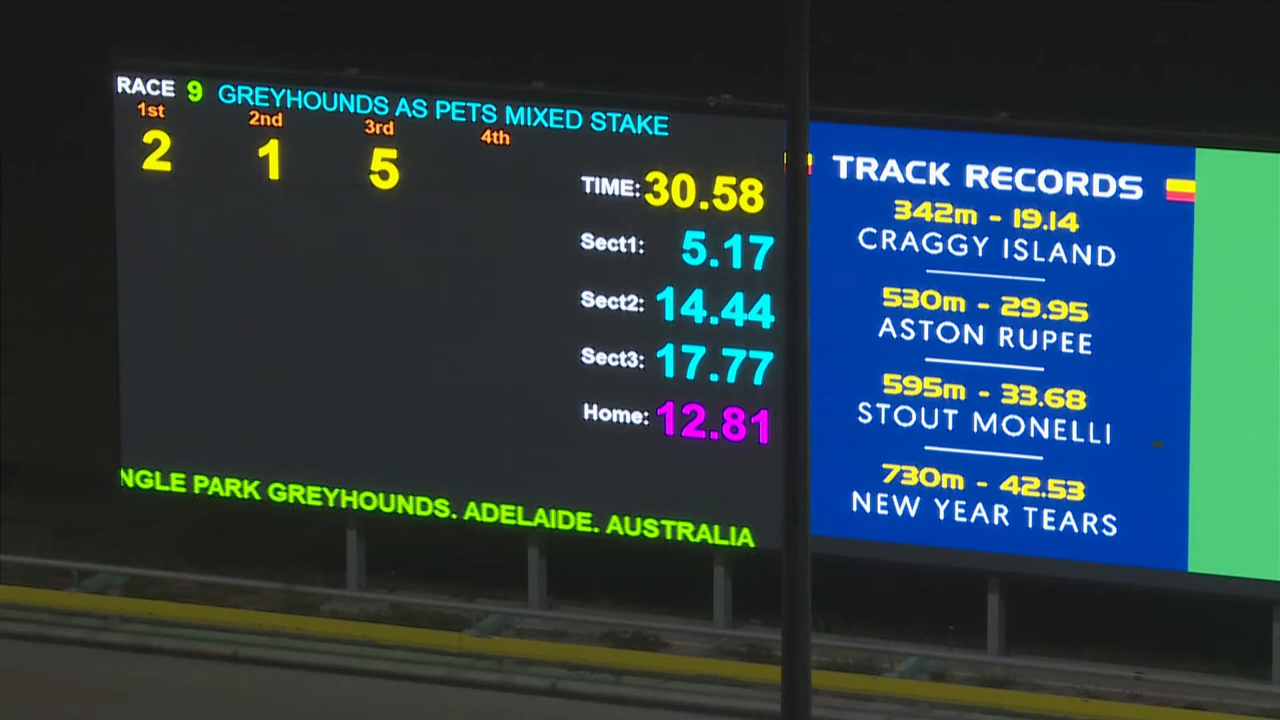 RACE 9 GREYHOUNDS AS PETS MIXED STAKE
1st 2nd 3rd 4th
2 1 5
TIME: 30.58
Sect1: 5.17
Sect2: 14.44
Sect3: 17.77
Home: 12.81
NGLE PARK GREYHOUNDS. ADELAIDE. AUSTRALIA
TRACK RECORDS
342m - 19.14
CRAGGY ISLAND
530m - 29.95
ASTON RUPEE
595m - 33.68
STOUT MONELLI
730m - 42.53
NEW YEAR TEARS